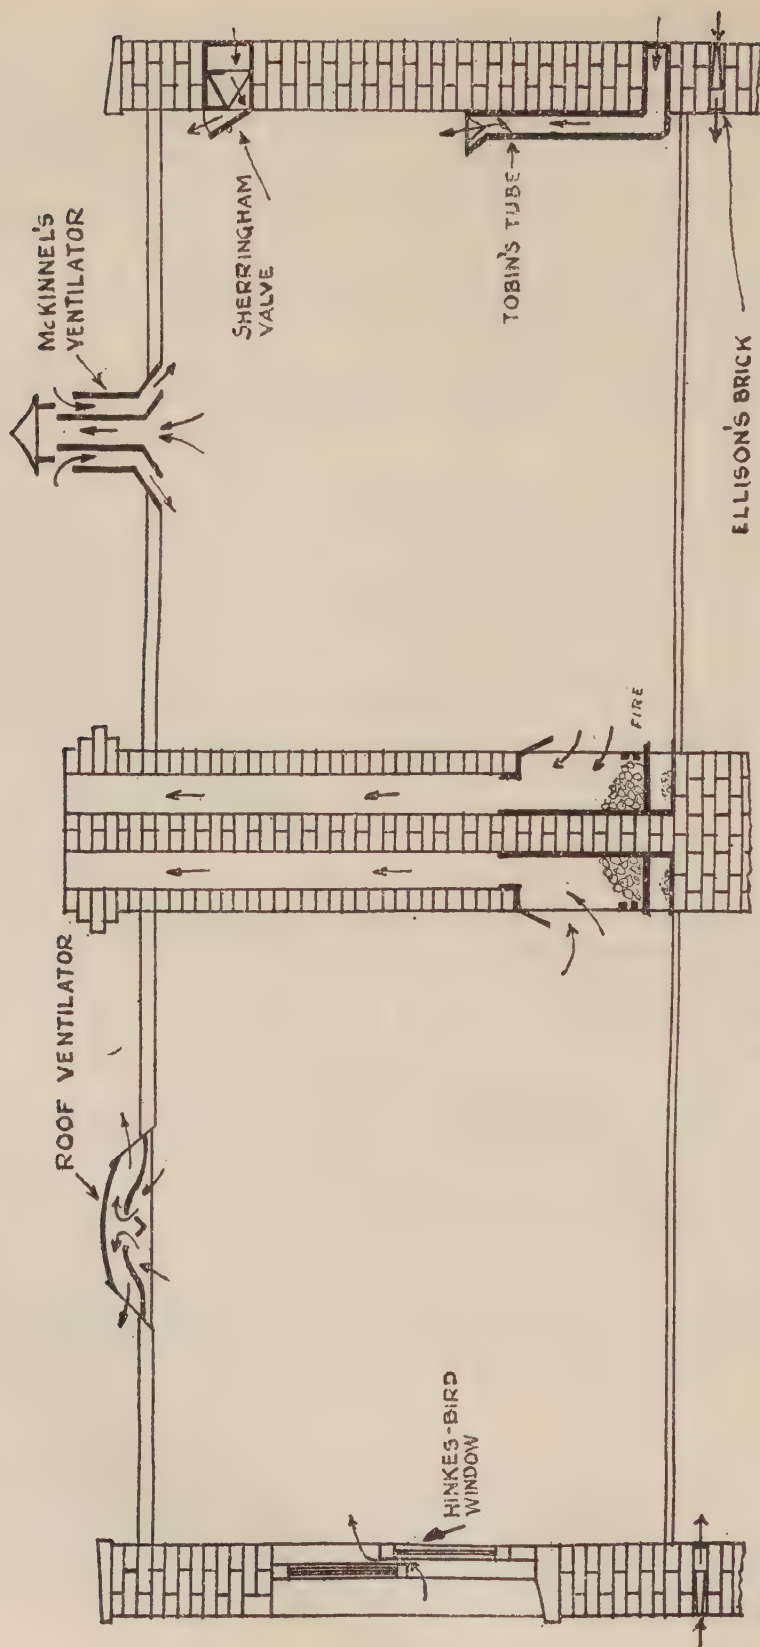 ROOF VENTILATOR
McKINNEL'S
VENTILATOR
SHERRINGHAM
VALVE
HINKES-BIRD
WINDOW
FIRE
TOBIN'S TUBE
ELLISON'S BRICK